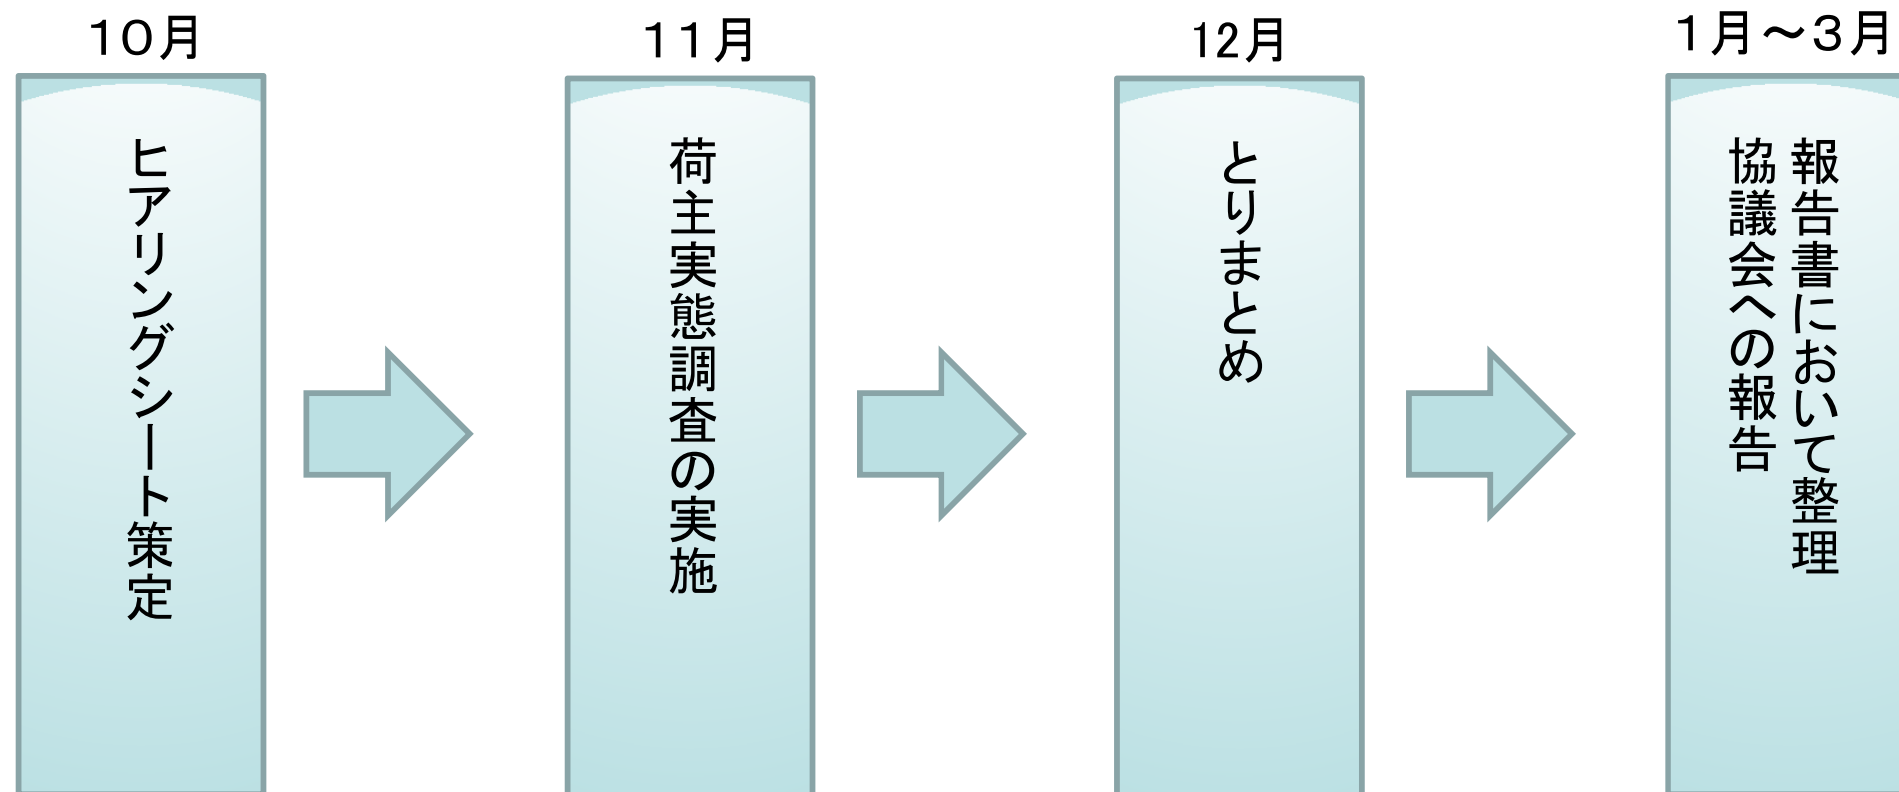 １０月
ヒアリングシート策定
１１月
荷主実態調査の実施
12月
とりまとめ
１月～３月
報告書において整理
協議会への報告